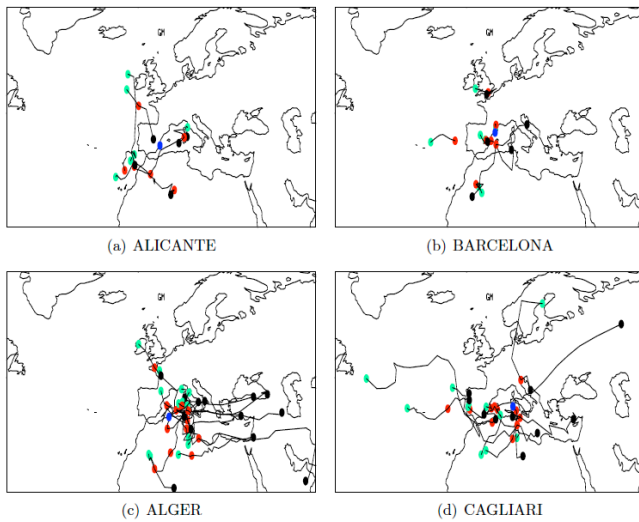 GM
GM
(a) ALICANTE
(b) BARCELONA
GM
GM
(c) ALGER
(d) CAGLIARI